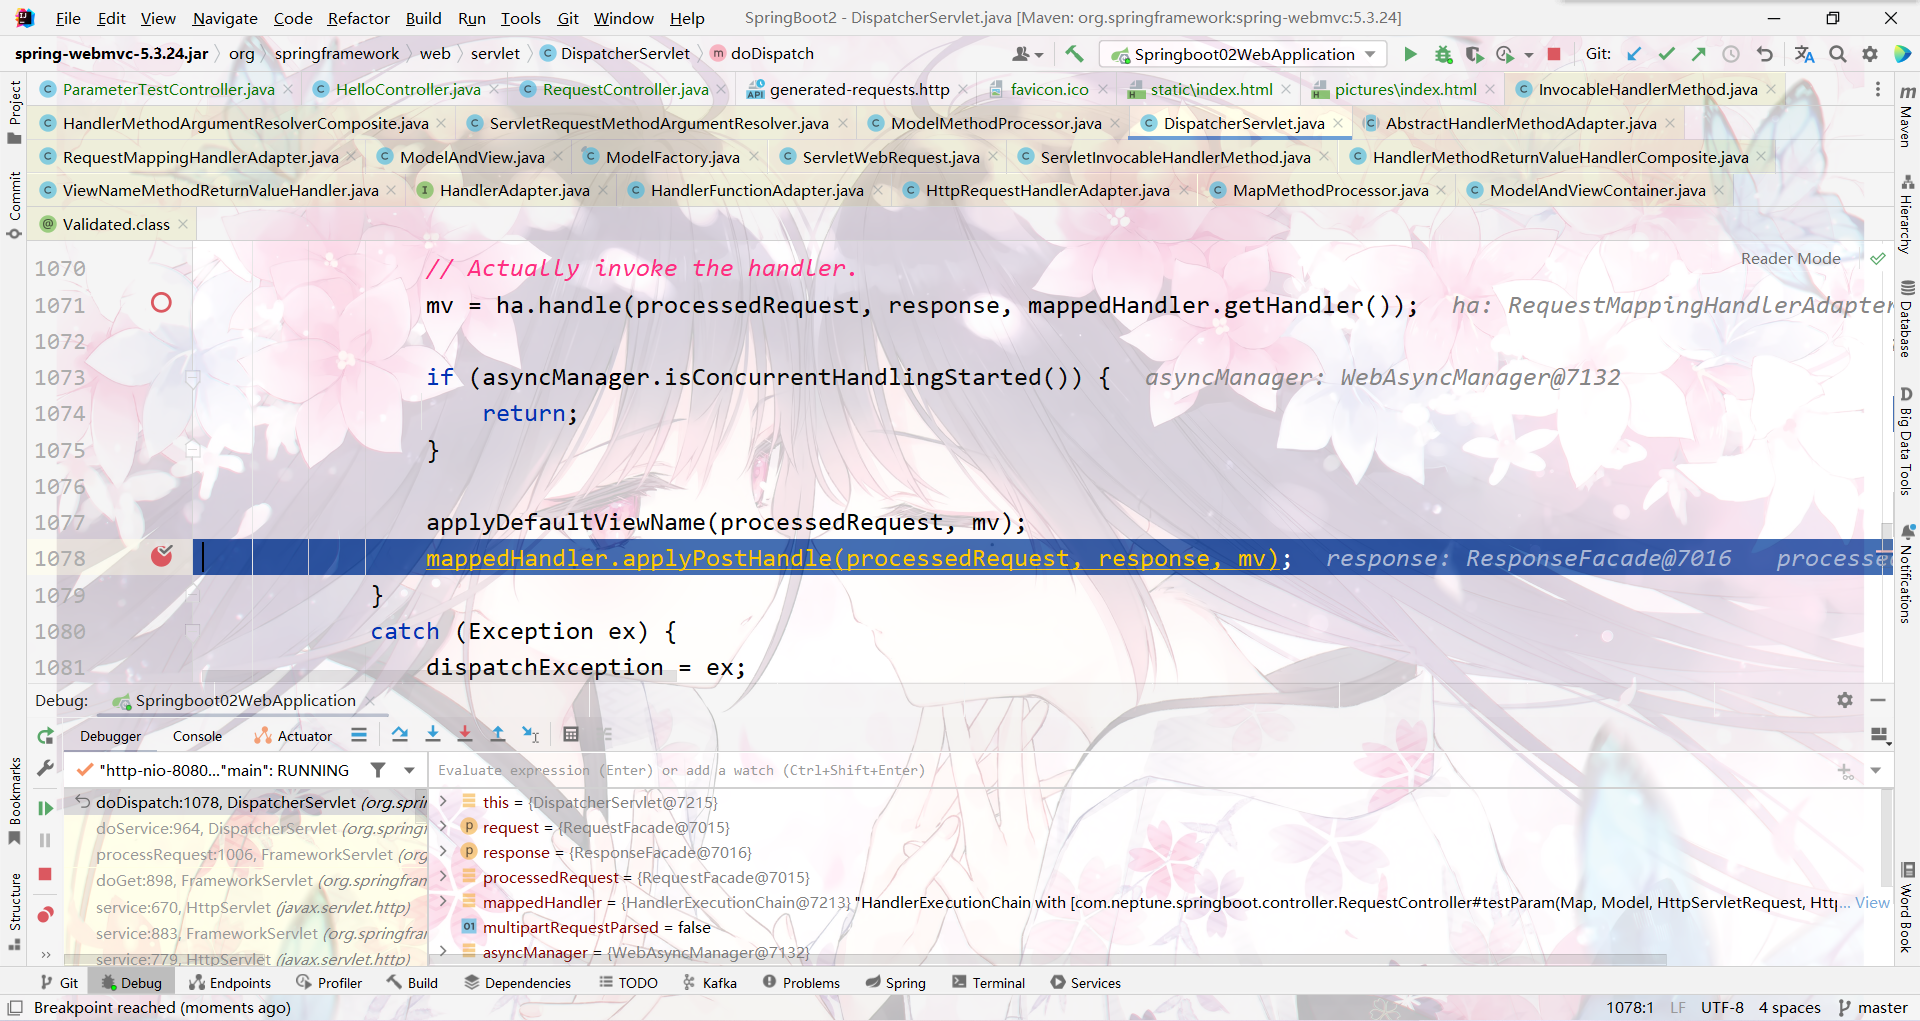 File Edit View Navigate Code Refactor Build Run Tools Git Window Help SpringBoot2 - DispatcherServlet.java [Maven: org.springframework:spring-webmvc:5.3.24]
spring-webmvc-5.3.24.jar org springframework web servlet DispatcherServlet doDispatch Springboot02WebApplication Git:
ParameterTestController.java HelloController.java RequestController.java generated-requests.http favicon.ico static\index.html pictures\index.html InvocableHandlerMethod.java
HandlerMethodArgumentResolverComposite.java ServletRequestMethodArgumentResolver.java ModelMethodProcessor.java DispatcherServlet.java AbstractHandlerMethodAdapter.java
RequestMappingHandlerAdapter.java ModelAndView.java ModelFactory.java ServletWebRequest.java ServletInvocableHandlerMethod.java HandlerMethodReturnValueHandlerComposite.java
ViewNameMethodReturnValueHandler.java HandlerAdapter.java HandlerFunctionAdapter.java HttpRequestHandlerAdapter.java MapMethodProcessor.java ModelAndViewContainer.java
Validated.class
Reader Mode
1070 // Actually invoke the handler.
1071 mv = ha.handle(processedRequest, response, mappedHandler.getHandler()); ha: RequestMappingHandlerAdapter
1072
1073 if (asyncManager.isConcurrentHandlingStarted()) { asyncManager: WebAsyncManager@7132
1074 return;
1075 }
1076
1077 applyDefaultViewName(processedRequest, mv);
1078 mappedHandler.applyPostHandle(processedRequest, response, mv); response: ResponseFacade@7016 processe
1079 }
1080 catch (Exception ex) {
1081 dispatchException = ex;
Debug: Springboot02WebApplication
Debugger Console Actuator
"http-nio-8080..."main": RUNNING Evaluate expression (Enter) or add a watch (Ctrl+Shift+Enter)
doDispatch:1078, DispatcherServlet (org.spri
doService:964, DispatcherServlet (org.springf
processRequest:1006, FrameworkServlet (org
doGet:898, FrameworkServlet (org.springfran
service:670, HttpServlet (javax.servlet.http)
service:883, FrameworkServlet (org.springfra
service:779, HttpServlet (javax.servlet.http)
this = {DispatcherServlet@7215}
request = {RequestFacade@7015}
response = {ResponseFacade@7016}
processedRequest = {RequestFacade@7015}
mappedHandler = {HandlerExecutionChain@7213} "HandlerExecutionChain with [com.neptune.springboot.controller.RequestController#testParam(Map, Model, HttpServletRequest, Htt... View
multipartRequestParsed = false
asyncManager = {WebAsyncManager@7132}
Project
Commit
Bookmarks
Structure
Maven
Hierarchy
Database
Big Data Tools
Notifications
Word Book
Git Debug Endpoints Profiler Build Dependencies TODO Kafka Problems Spring Terminal Services
Breakpoint reached (moments ago) 1078:1 LF UTF-8 4 spaces master